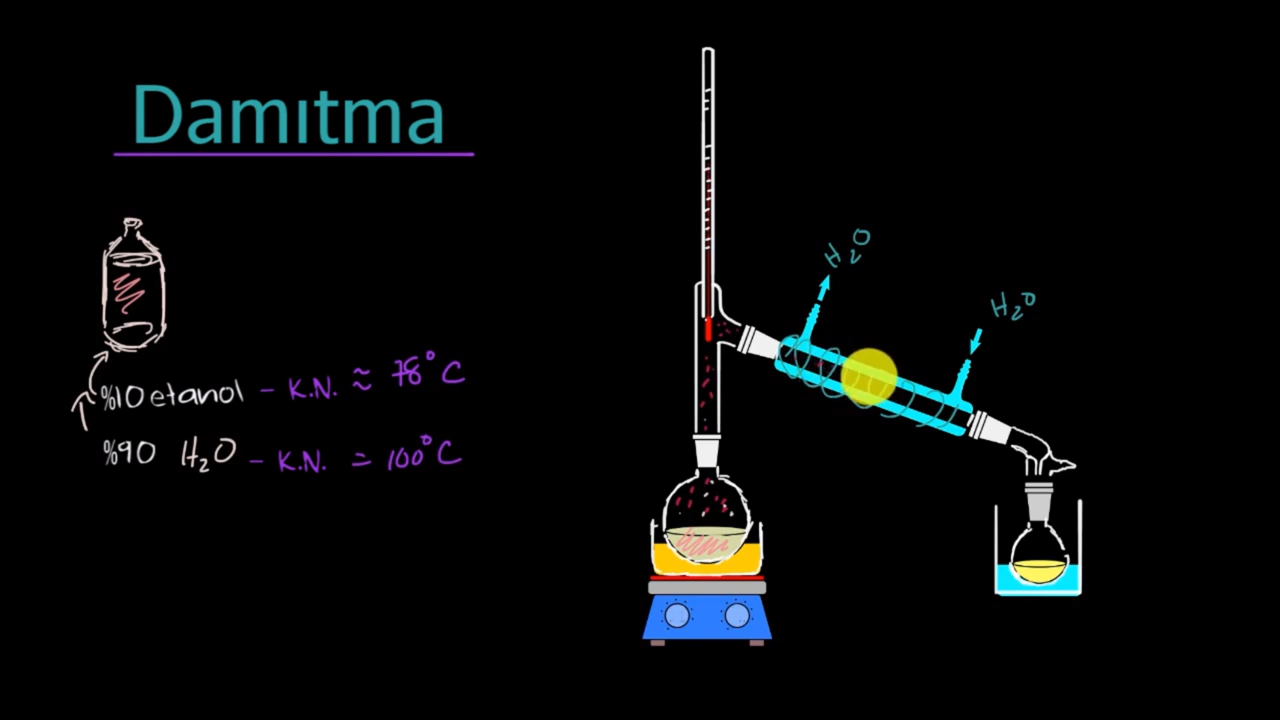 Damıtma
%10 etanol - K.N. ≈ 78°C
%90 H₂O - K.N. = 100°C
H₂O
H₂O